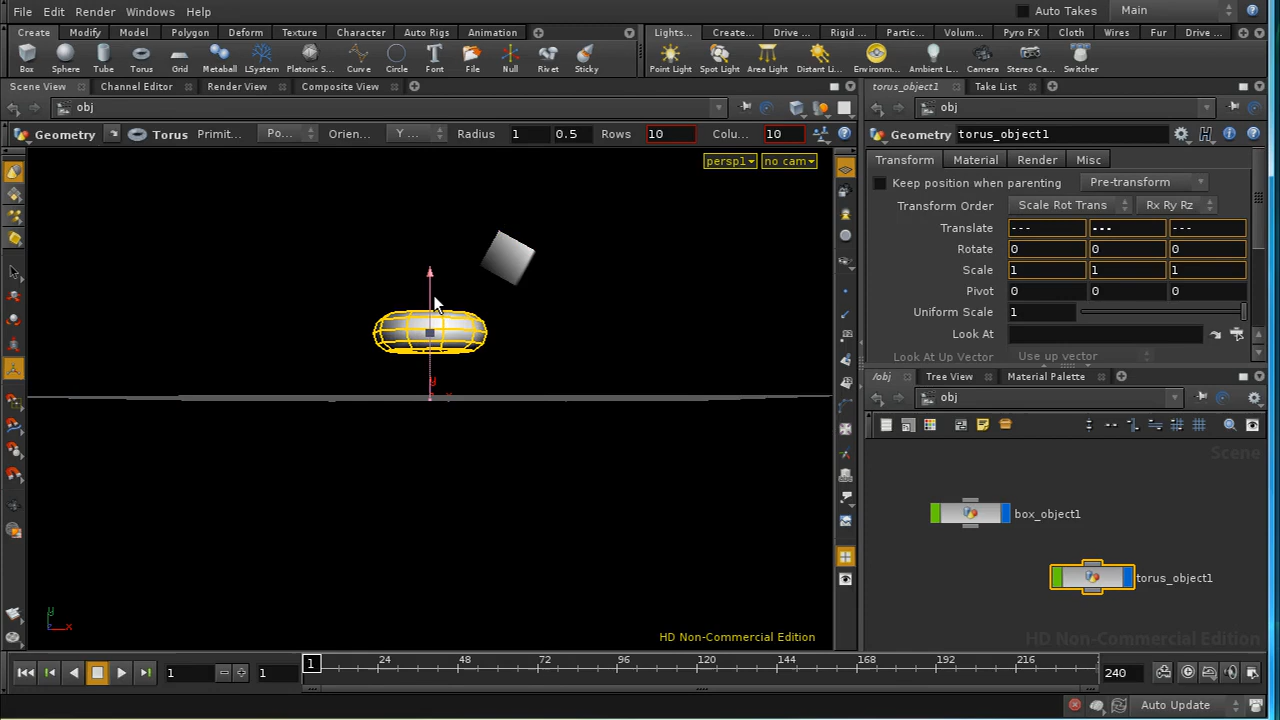 File Edit Render Windows Help Auto Takes Main
Create Modify Model Polygon Deform Texture Character Auto Rigs Animation Lights... Create... Drive ... Rigid ... Partic... Volum... Pyro FX Cloth Wires Fur Drive ...
Box Sphere Tube Torus Grid Metaball LSystem Platonic S... Curve Circle Font File Null Rivet Sticky Point Light Spot Light Area Light Distant Li... Environm... Ambient L... Camera Stereo Ca... Switcher
Scene View Channel Editor Render View Composite View torus_object1 Take List
obj obj
Geometry Torus Primit... Po... Orien... Y ... Radius 1 0.5 Rows 10 Colu... 10 Geometry torus_object1
persp1 no cam Transform Material Render Misc
Keep position when parenting Pre-transform
Transform Order Scale Rot Trans Rx Ry Rz
Translate --- --- ---
Rotate 0 0 0
Scale 1 1 1
Pivot 0 0 0
Uniform Scale 1
Look At
Look At Up Vector Use up vector
/obj Tree View Material Palette
y x
obj
Scene
box_object1
torus_object1
y x
HD Non-Commercial Edition HD Non-Commercial Edition
1 1 1 24 48 72 96 120 144 168 192 216 240
Auto Update